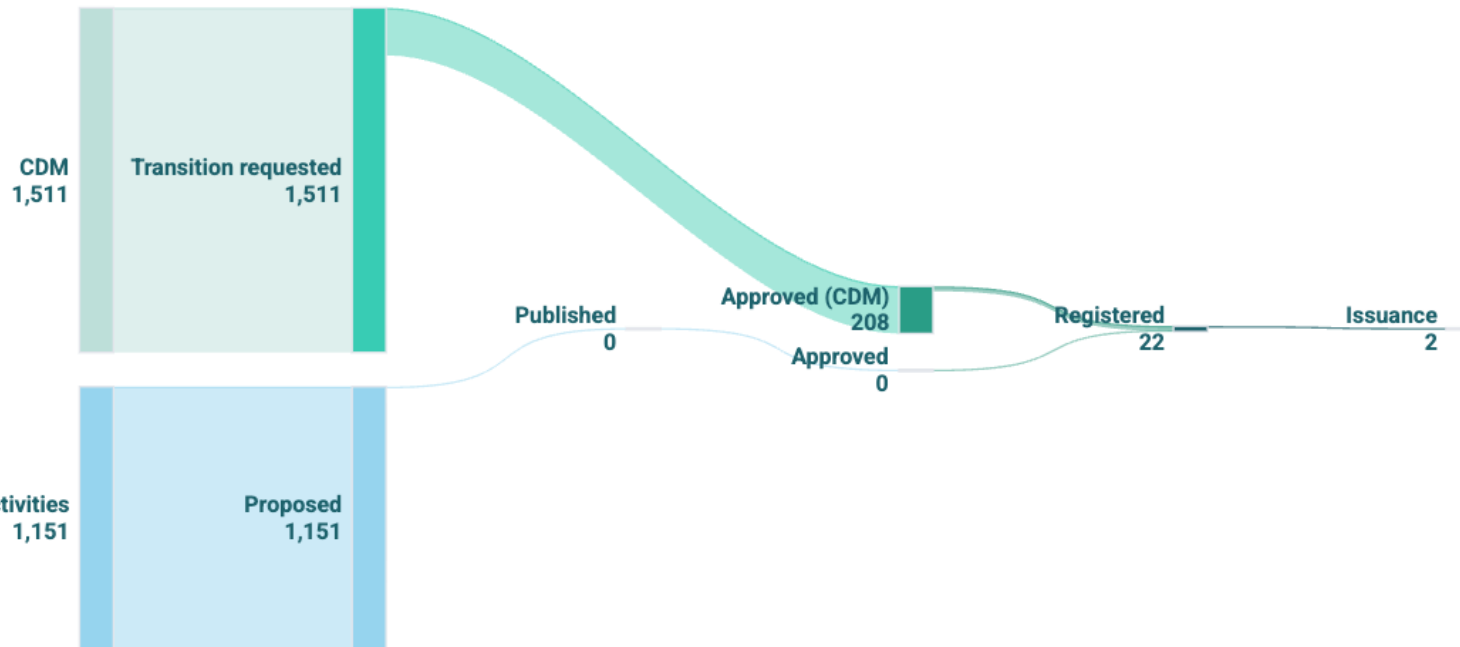 CDM
1,511
Transition requested
1,511
Approved (CDM)
208
Published
0
Approved
0
Registered
22
Issuance
2
tivities
1,151
Proposed
1,151